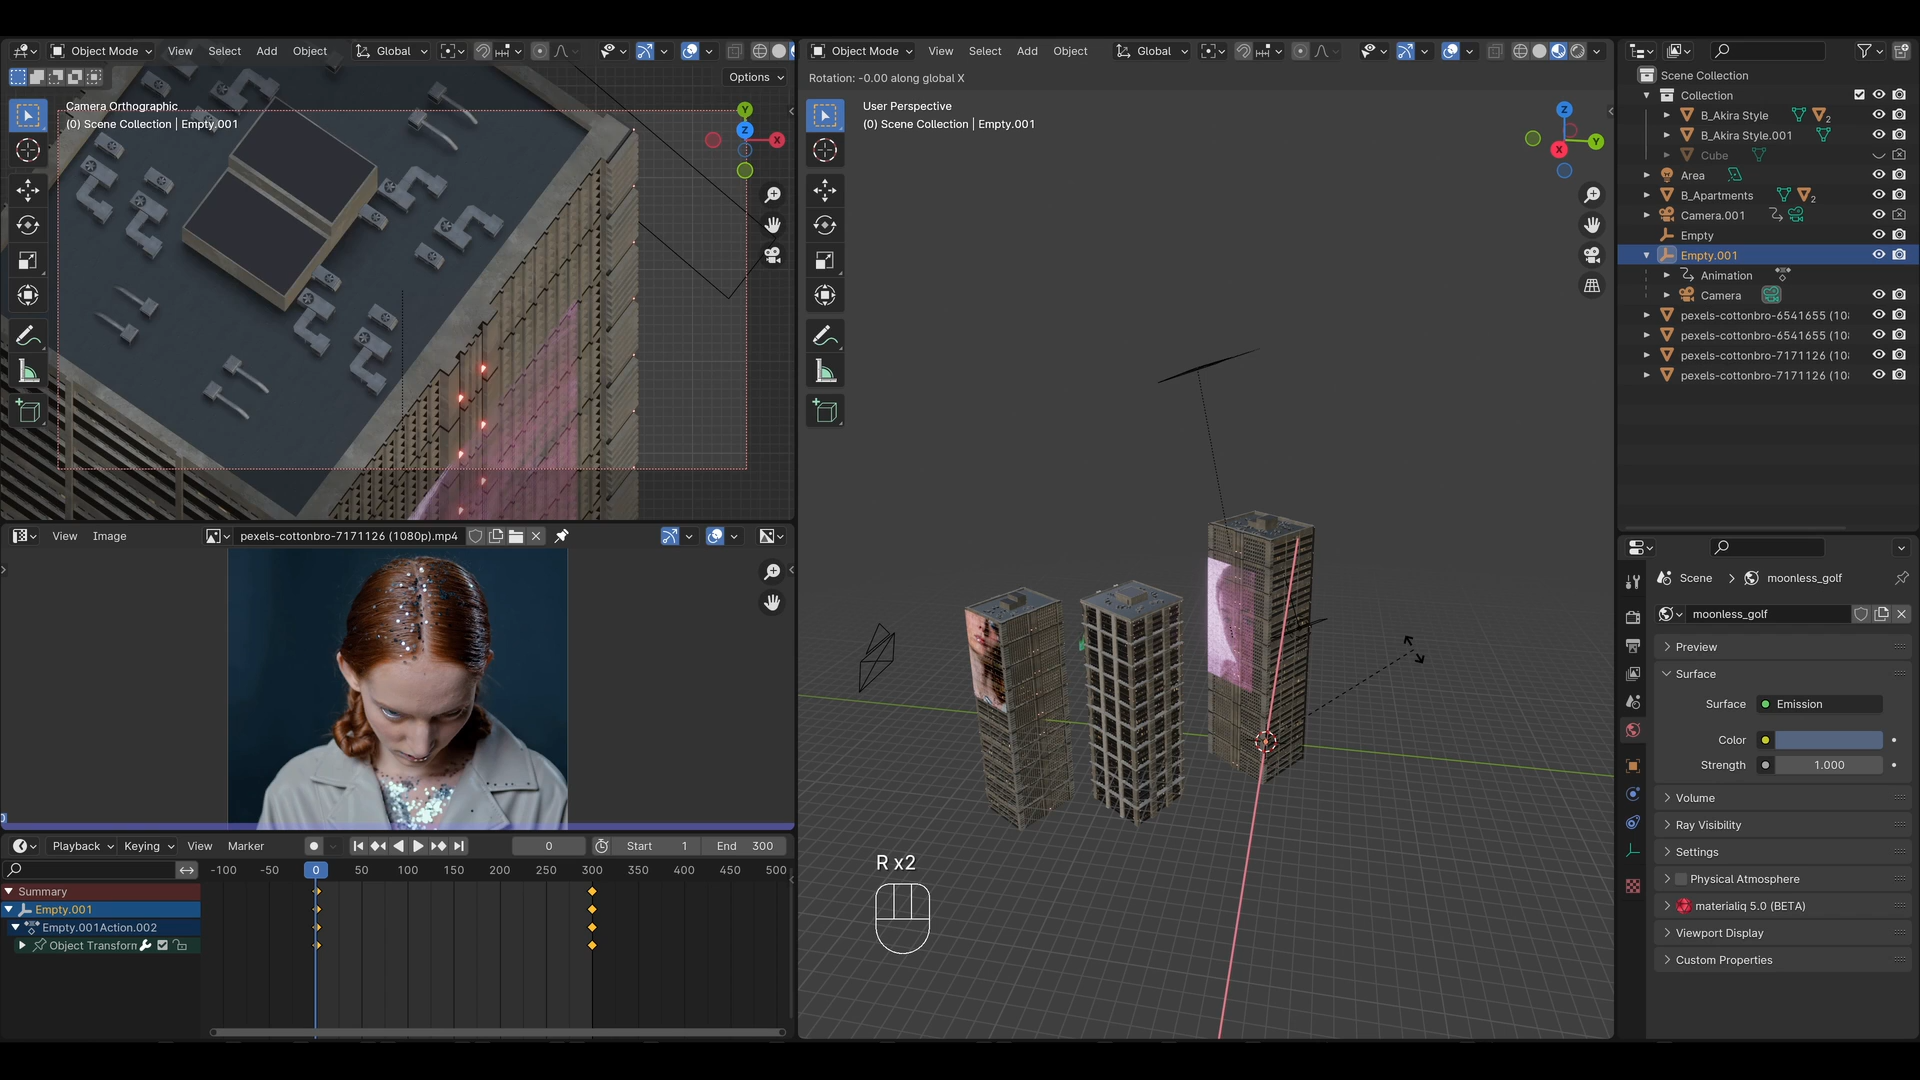 Object Mode
View
Select
Add
Object
Global
Options
Camera Orthographic
(0) Scene Collection | Empty.001
Y
Z
X
Object Mode
View
Select
Add
Object
Global
Rotation: -0.00 along global X
User Perspective
(0) Scene Collection | Empty.001
Z
Y
X
R x2
Scene Collection
Collection
B_Akira Style
2
B_Akira Style.001
Cube
Area
B_Apartments
2
Camera.001
Empty
Empty.001
Animation
Camera
pexels-cottonbro-6541655 (10
pexels-cottonbro-6541655 (10
pexels-cottonbro-7171126 (10
pexels-cottonbro-7171126 (10
View
Image
pexels-cottonbro-7171126 (1080p).mp4
Playback
Keying
View
Marker
0
Start 1
End 300
-100 -50 0 50 100 150 200 250 300 350 400 450 500
Summary
Empty.001
Empty.001Action.002
Object Transforn
Scene
moonless_golf
moonless_golf
Preview
Surface
Surface
Emission
Color
Strength
1.000
Volume
Ray Visibility
Settings
Physical Atmosphere
materialiq 5.0 (BETA)
Viewport Display
Custom Properties